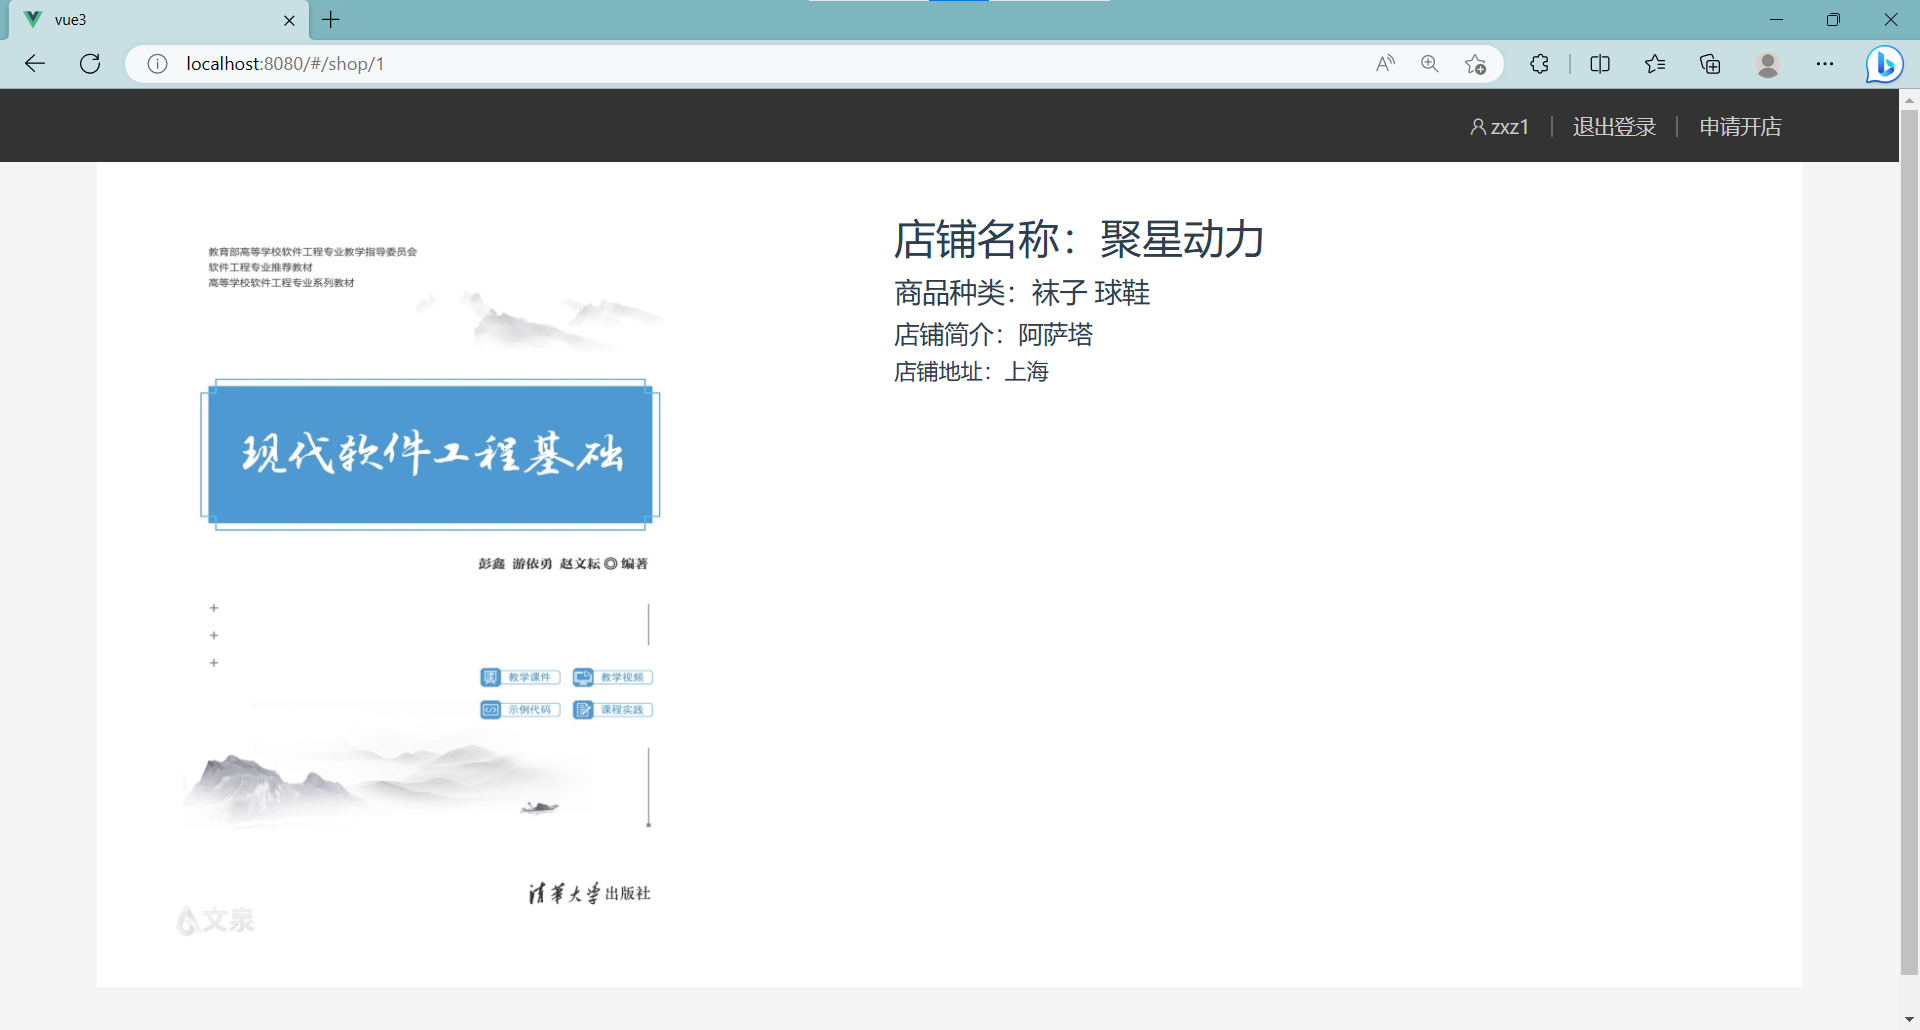 vue3
localhost:8080/#/shop/1
zxz1
退出登录
申请开店
教育部高等学校软件工程专业教学指导委员会
软件工程专业推荐教材
高等学校软件工程专业系列教材
现代软件工程基础
彭鑫 游依勇 赵文耘◎编著
教学课件 教学视频
示例代码 课程实践
清华大学出版社
文泉
店铺名称：聚星动力
商品种类：袜子 球鞋
店铺简介：阿萨塔
店铺地址：上海